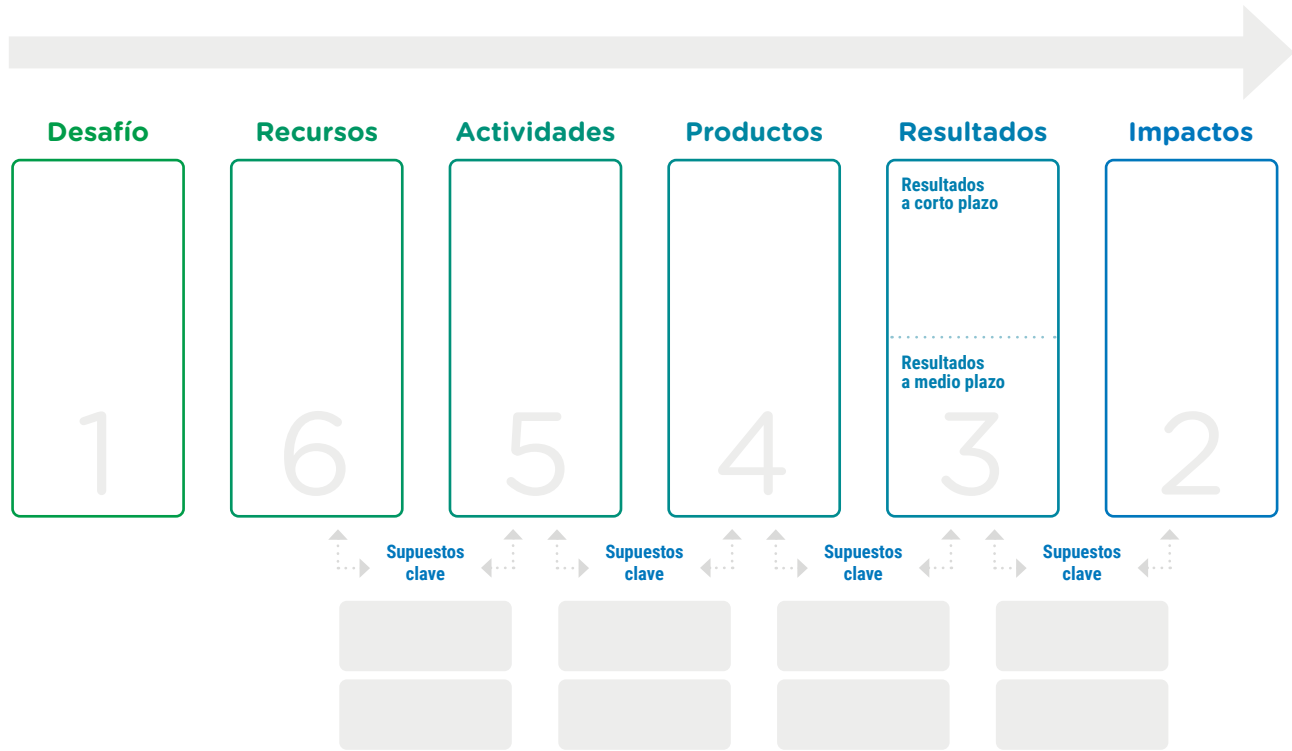 Desafío
Recursos
Actividades
Productos
Resultados
Impactos
Resultados
a corto plazo
Resultados
a medio plazo
1
6
5
4
3
2
Supuestos
clave
Supuestos
clave
Supuestos
clave
Supuestos
clave